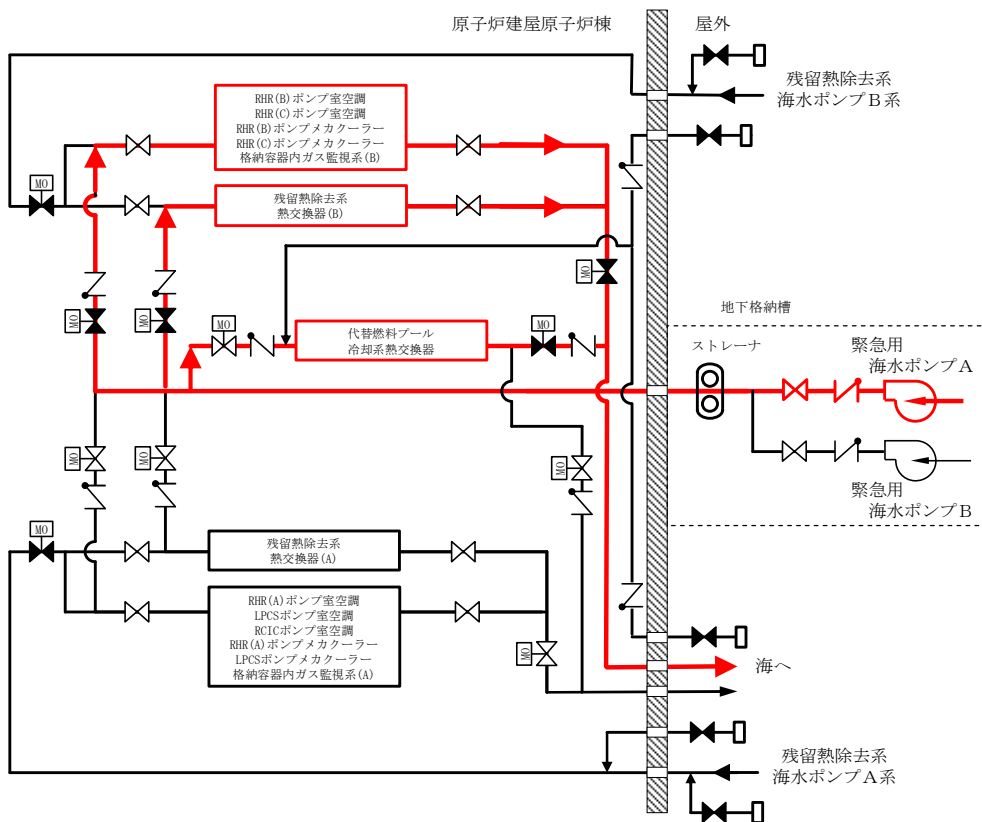 原子炉建屋原子炉棟
屋外
残留熱除去系
海水ポンプB系
RHR(B)ポンプ室空調
RHR(C)ポンプ室空調
RHR(B)ポンプメカクーラー
RHR(C)ポンプメカクーラー
格納容器内ガス監視系(B)
MO
残留熱除去系
熱交換器(B)
MO
地下格納槽
MO
MO
MO
MO
代替燃料プール
冷却系熱交換器
ストレーナ
緊急用
海水ポンプA
MO
MO
MO
緊急用
海水ポンプB
MO
残留熱除去系
熱交換器(A)
RHR(A)ポンプ室空調
LPCSポンプ室空調
RCICポンプ室空調
RHR(A)ポンプメカクーラー
LPCSポンプメカクーラー
格納容器内ガス監視系(A)
MO
海へ
残留熱除去系
海水ポンプA系